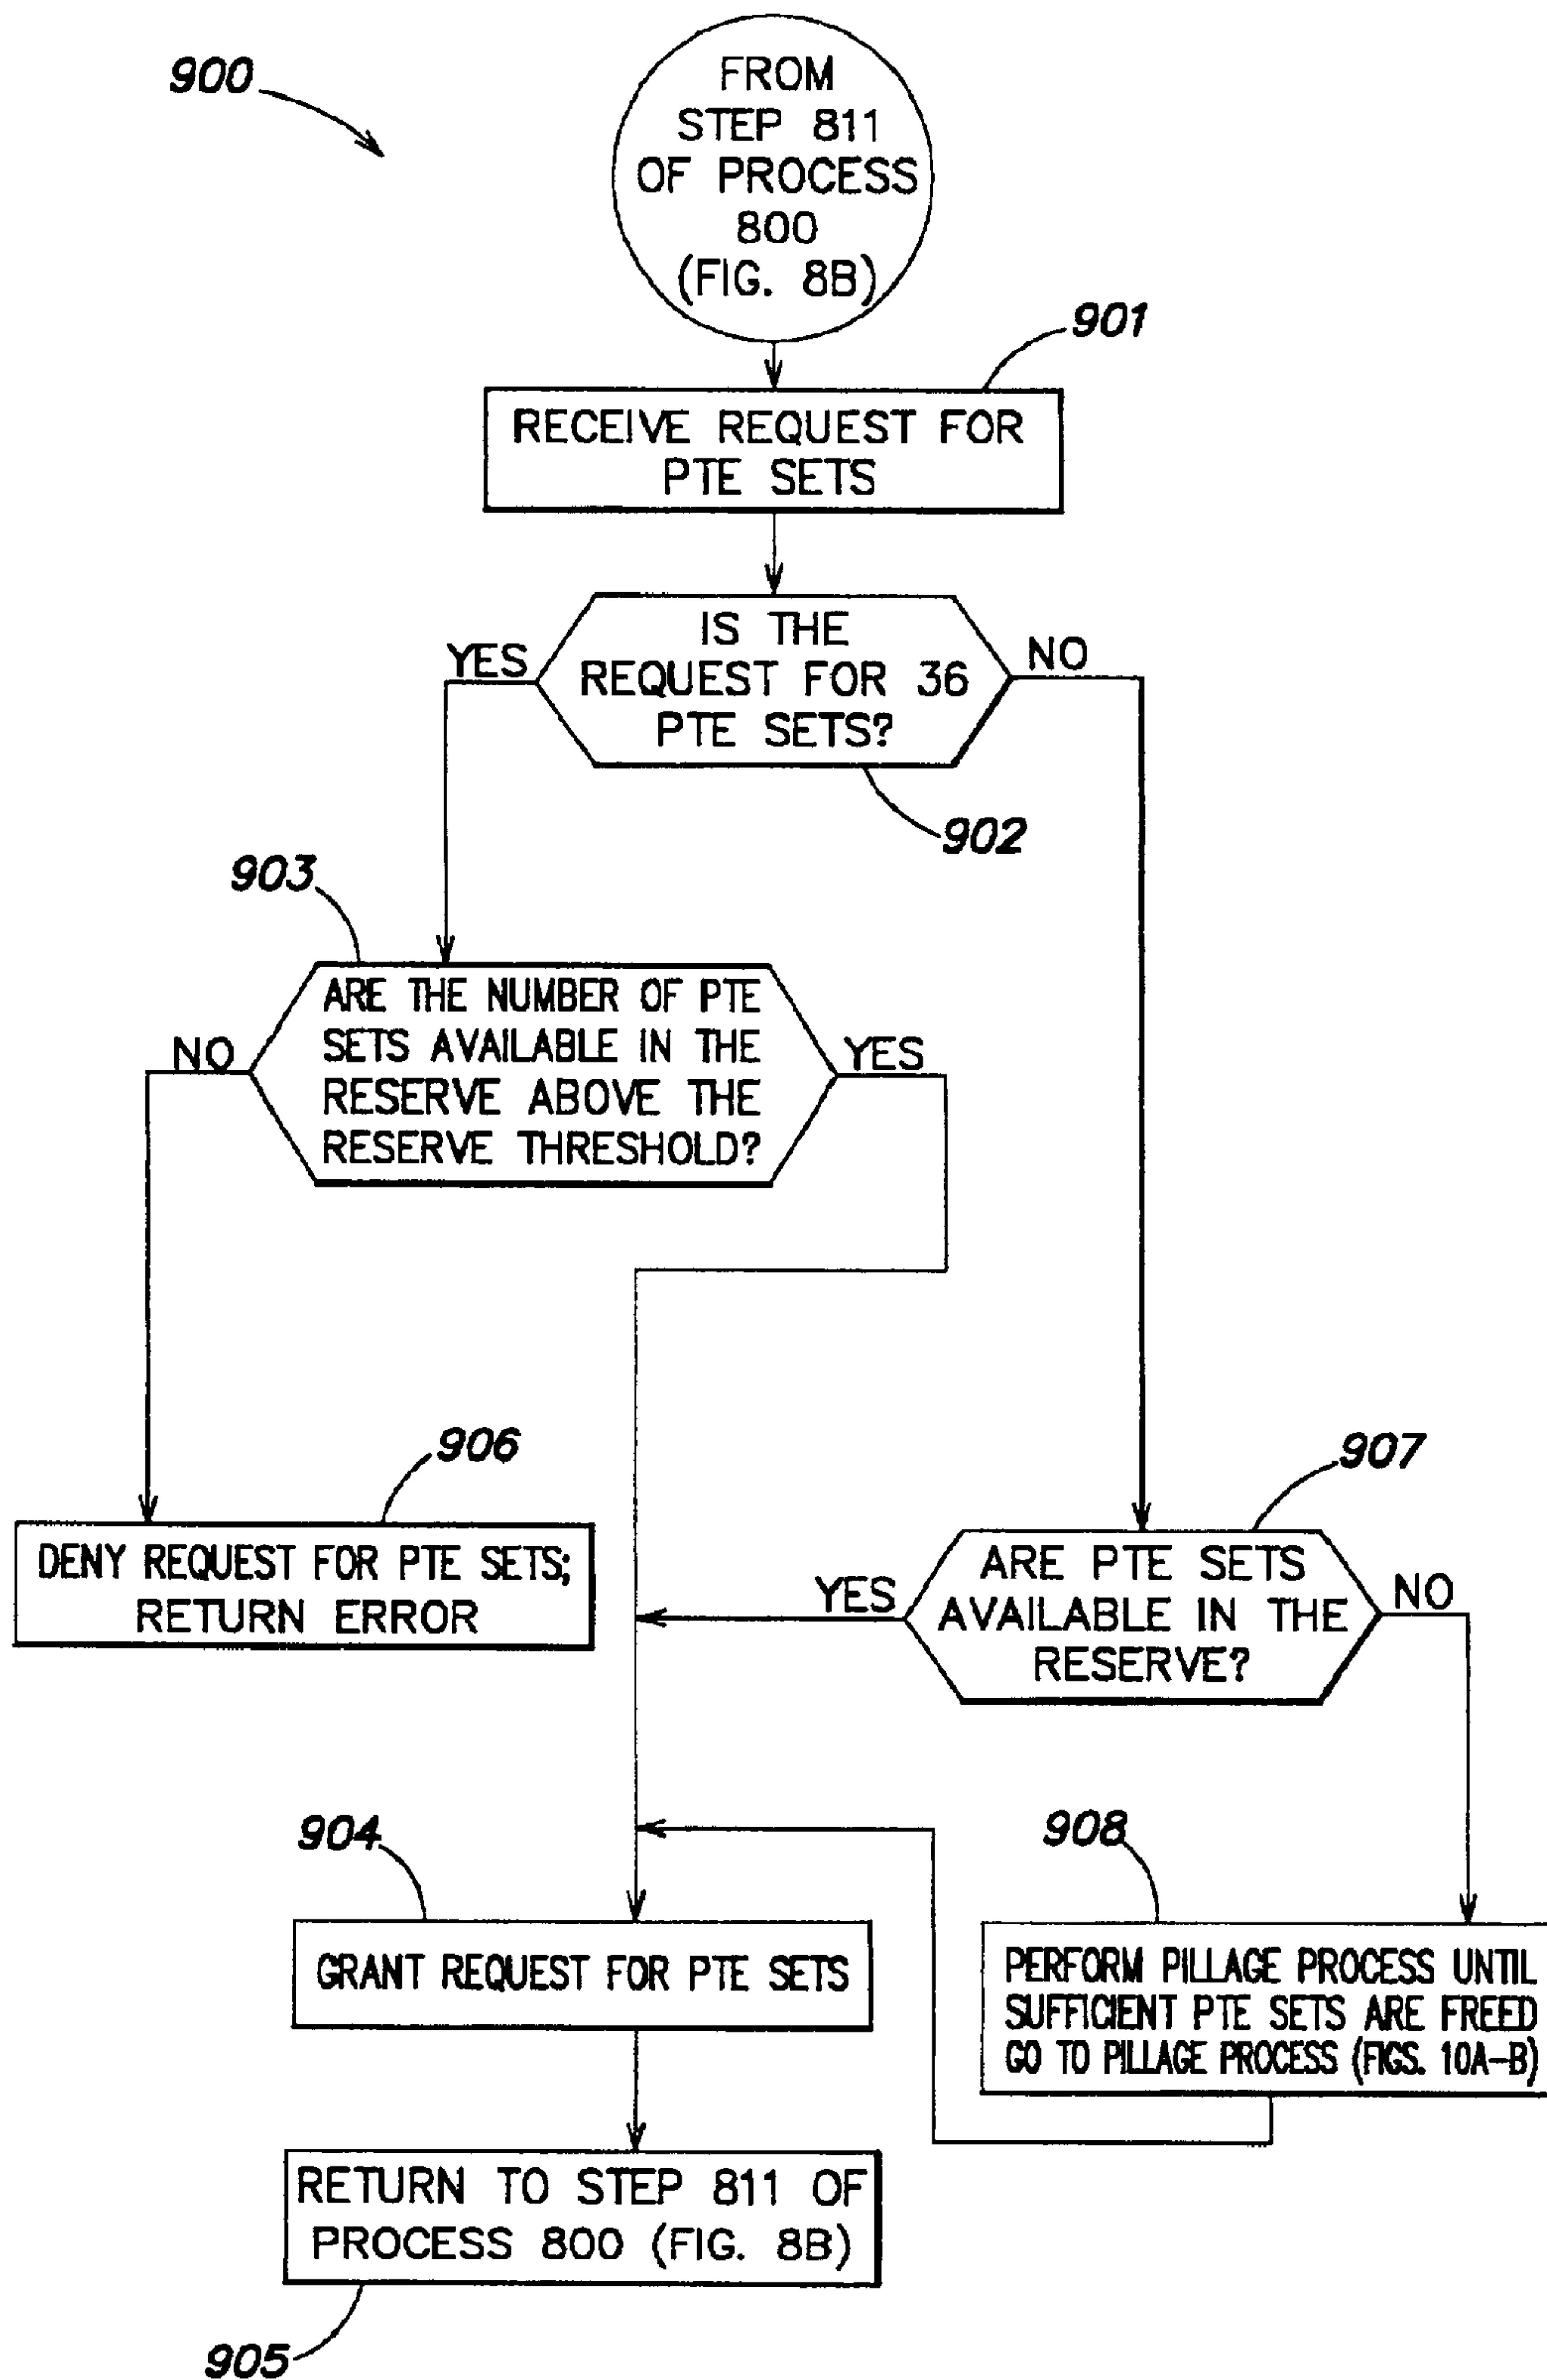 900
FROM
STEP 811
OF PROCESS
800
(FIG. 8B)
901
RECEIVE REQUEST FOR
PTE SETS
YES
IS THE
REQUEST FOR 36
PTE SETS?
NO
902
903
NO
ARE THE NUMBER OF PTE
SETS AVAILABLE IN THE
RESERVE ABOVE THE
RESERVE THRESHOLD?
YES
906
DENY REQUEST FOR PTE SETS;
RETURN ERROR
907
YES
ARE PTE SETS
AVAILABLE IN THE
RESERVE?
NO
904
GRANT REQUEST FOR PTE SETS
908
PERFORM PILLAGE PROCESS UNTIL
SUFFICIENT PTE SETS ARE FREED
GO TO PILLAGE PROCESS (FIGS. 10A-B)
RETURN TO STEP 811 OF
PROCESS 800 (FIG. 8B)
905